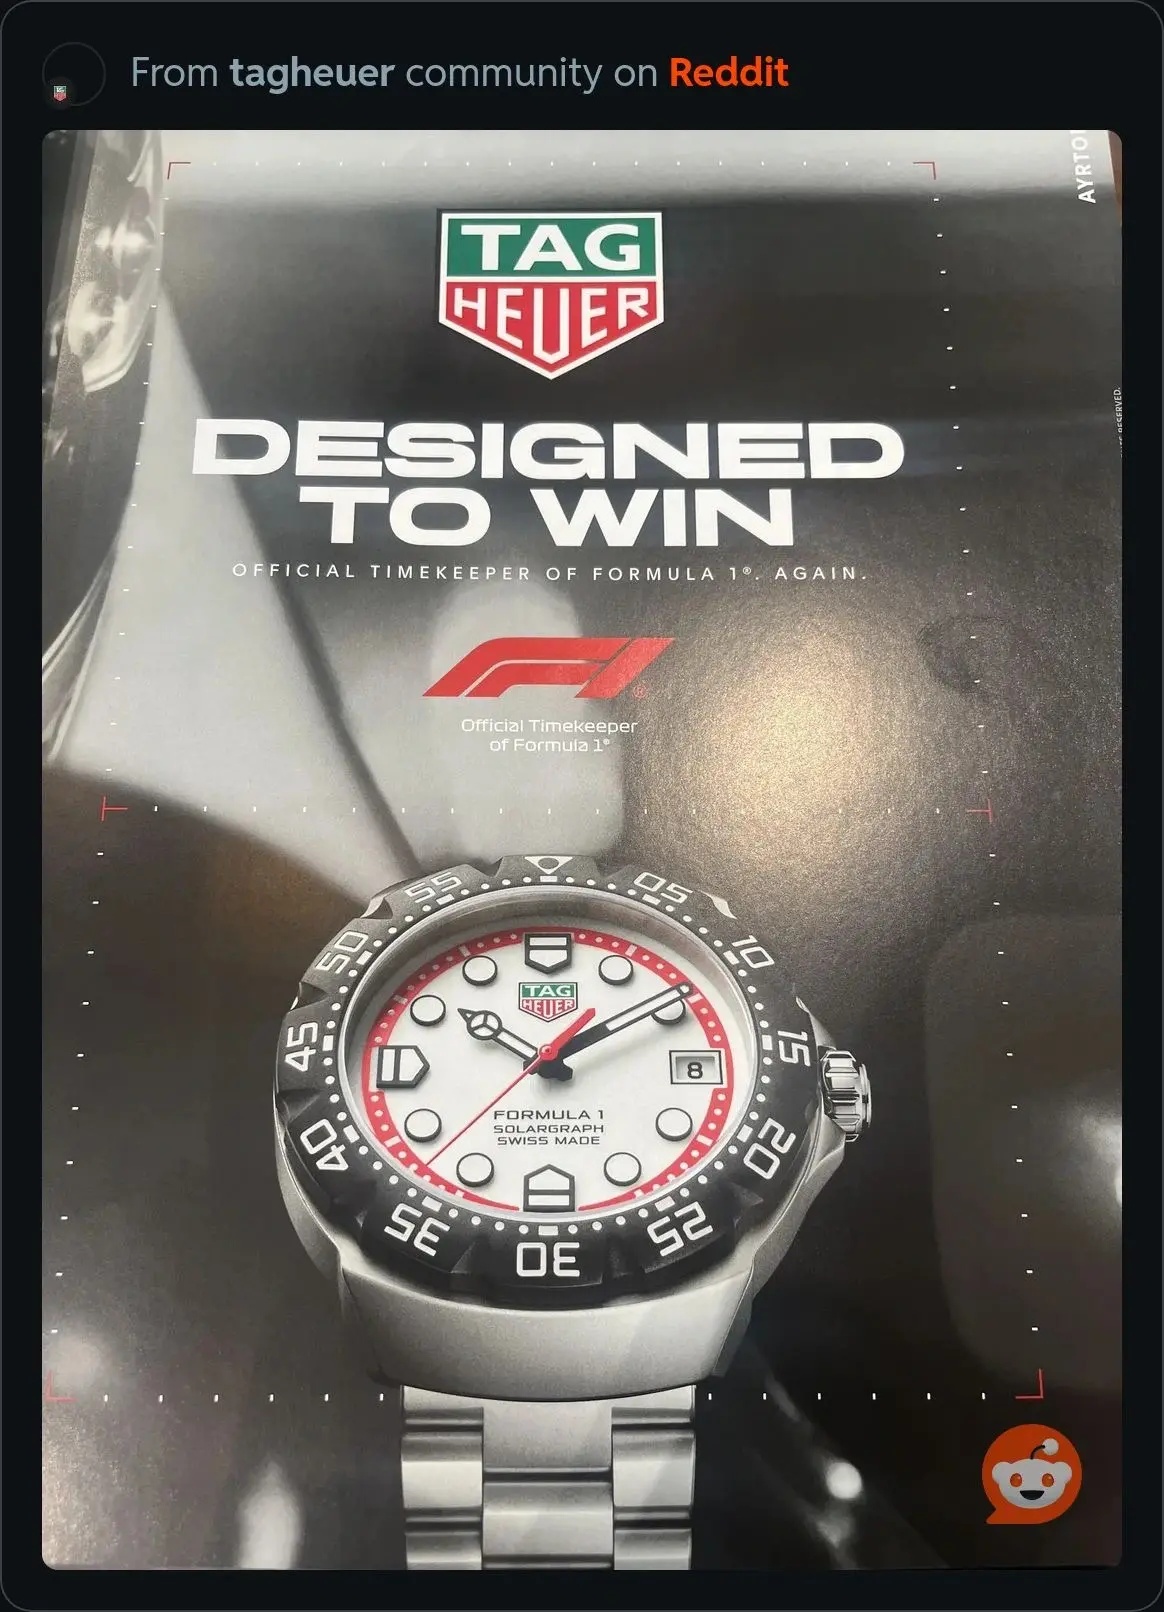 From tagheuer community on Reddit
AYRTO
TAG
HEUER
DESIGNED
TO WIN
OFFICIAL TIMEKEEPER OF FORMULA 1®. AGAIN.
F1®
Official Timekeeper
of Formula 1®
RESERVED.
55
05
50
10
45
15
40
20
35
25
30
TAG
HEUER
8
FORMULA 1
SOLARGRAPH
SWISS MADE